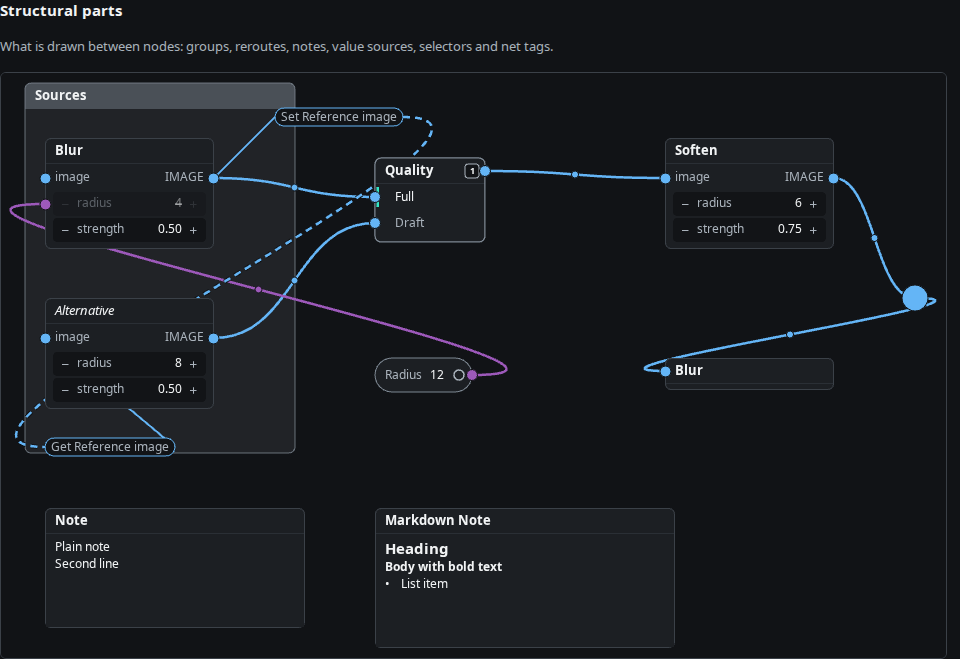 Structural parts
What is drawn between nodes: groups, reroutes, notes, value sources, selectors and net tags.
Sources
Set Reference image
Blur
image IMAGE
− radius 4 +
− strength 0.50 +
Quality 1
Full
Draft
Soften
image IMAGE
− radius 6 +
− strength 0.75 +
Alternative
image IMAGE
− radius 8 +
− strength 0.50 +
Radius 12
Blur
Get Reference image
Note
Plain note
Second line
Markdown Note
Heading
Body with bold text
• List item